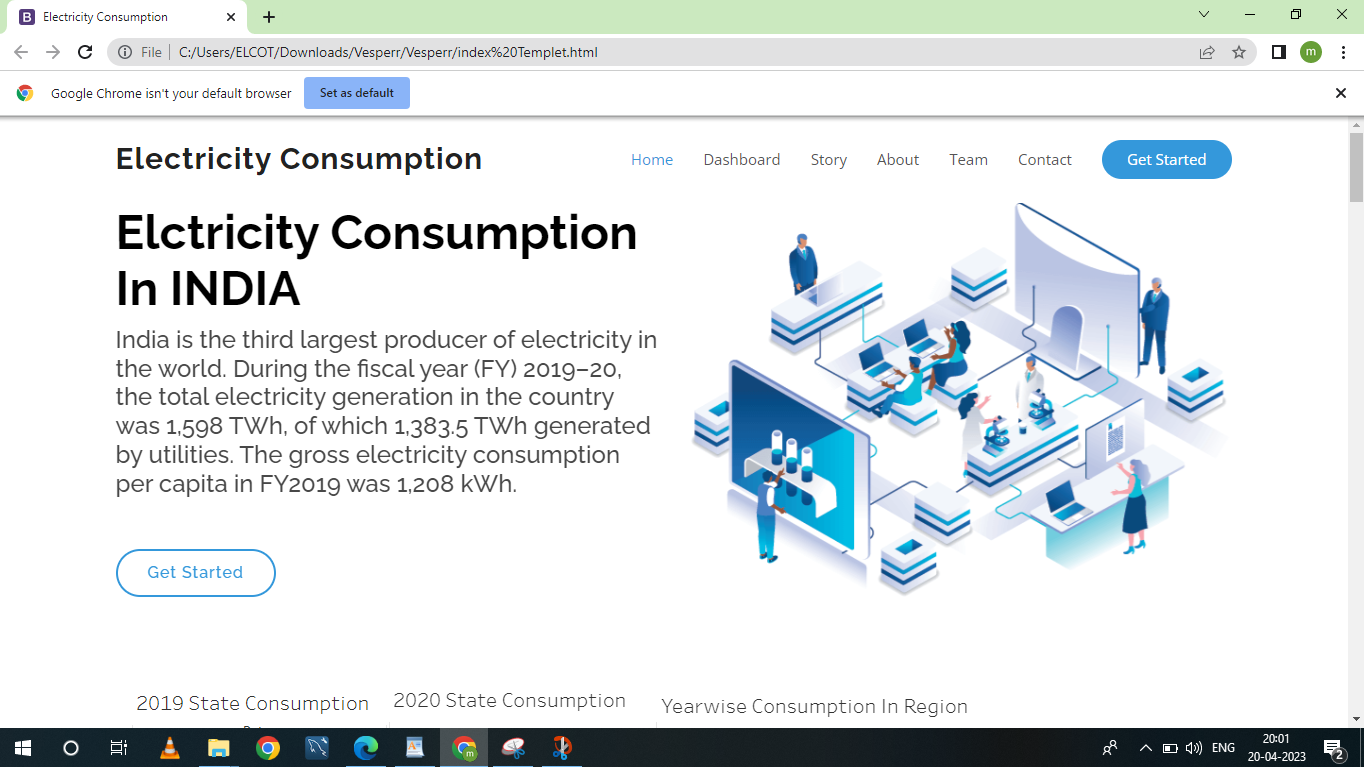 Electricity Consumption
File
C:/Users/ELCOT/Downloads/Vesperr/Vesperr/index%20Templet.html
m
Google Chrome isn't your default browser
Set as default
Electricity Consumption
Home Dashboard Story About Team Contact Get Started
Elctricity Consumption
In INDIA
India is the third largest producer of electricity in
the world. During the fiscal year (FY) 2019–20,
the total electricity generation in the country
was 1,598 TWh, of which 1,383.5 TWh generated
by utilities. The gross electricity consumption
per capita in FY2019 was 1,208 kWh.
Get Started
2019 State Consumption
2020 State Consumption
Yearwise Consumption In Region
ENG
20:01
20-04-2023
2